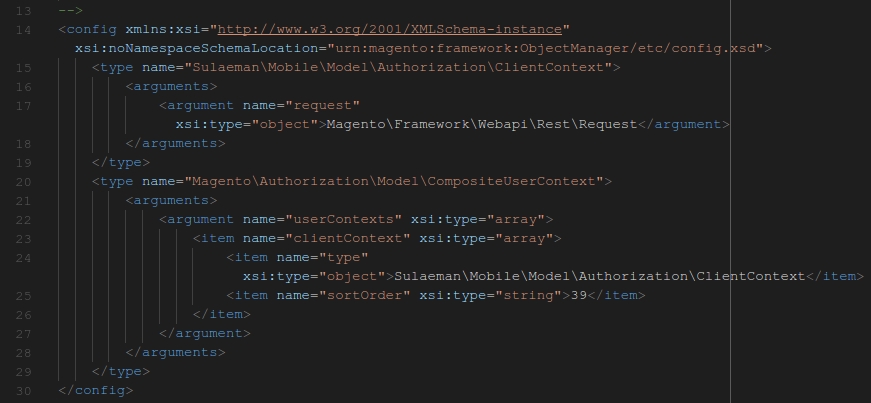 13 -->
14 <config xmlns:xsi="http://www.w3.org/2001/XMLSchema-instance"
xsi:noNamespaceSchemaLocation="urn:magento:framework:ObjectManager/etc/config.xsd">
15 <type name="Sulaeman\Mobile\Model\Authorization\ClientContext">
16 <arguments>
17 <argument name="request"
xsi:type="object">Magento\Framework\Webapi\Rest\Request</argument>
18 </arguments>
19 </type>
20 <type name="Magento\Authorization\Model\CompositeUserContext">
21 <arguments>
22 <argument name="userContexts" xsi:type="array">
23 <item name="clientContext" xsi:type="array">
24 <item name="type"
xsi:type="object">Sulaeman\Mobile\Model\Authorization\ClientContext</item>
25 <item name="sortOrder" xsi:type="string">39</item>
26 </item>
27 </argument>
28 </arguments>
29 </type>
30 </config>